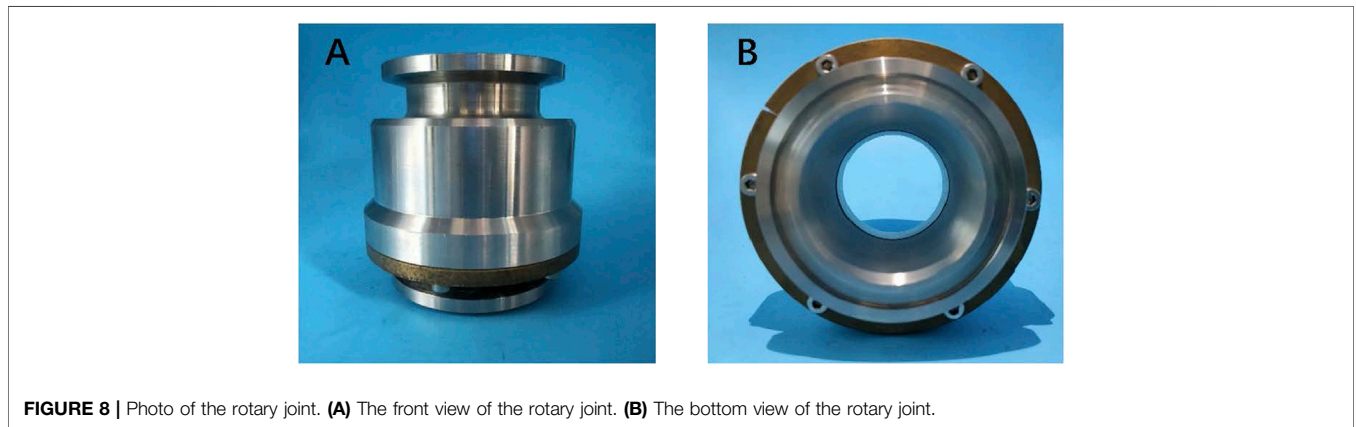 A
B
FIGURE 8 | Photo of the rotary joint. (A) The front view of the rotary joint. (B) The bottom view of the rotary joint.